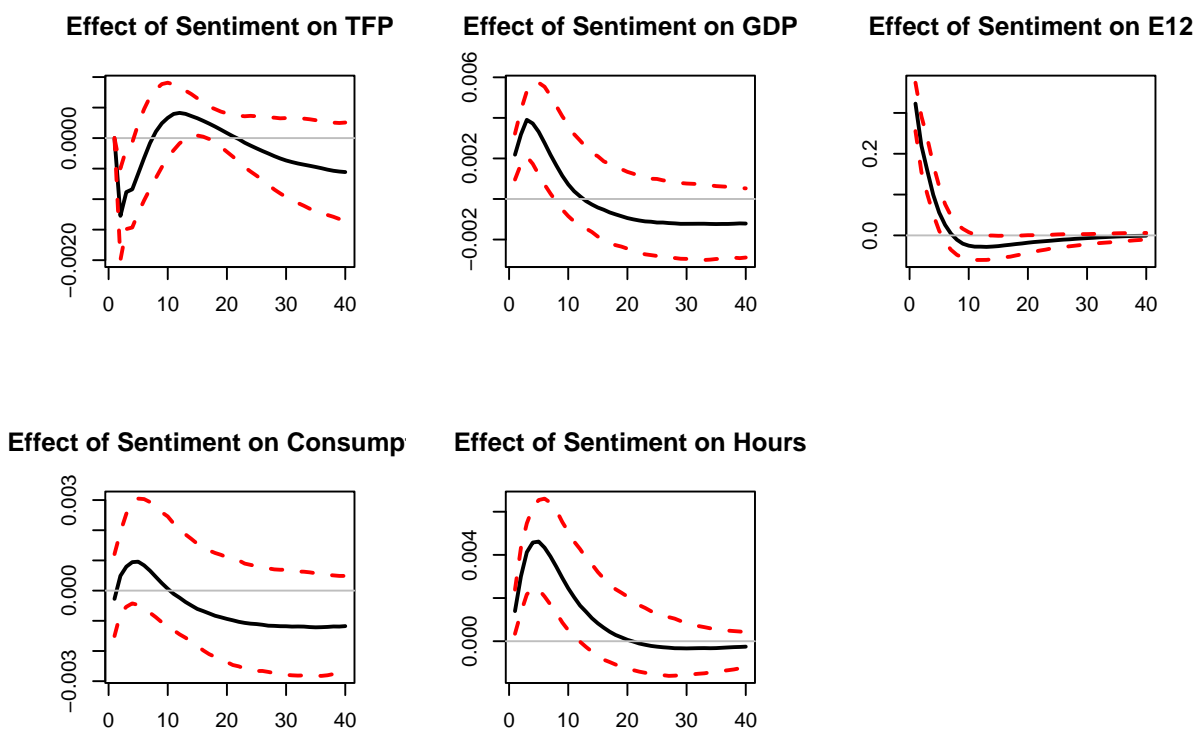 Effect of Sentiment on TFP
0.0000
−0.0020
0 10 20 30 40
Effect of Sentiment on GDP
0.006
0.002
−0.002
0 10 20 30 40
Effect of Sentiment on E12
0.2
0.0
0 10 20 30 40
Effect of Sentiment on Consump
0.003
0.000
−0.003
0 10 20 30 40
Effect of Sentiment on Hours
0.004
0.000
0 10 20 30 40